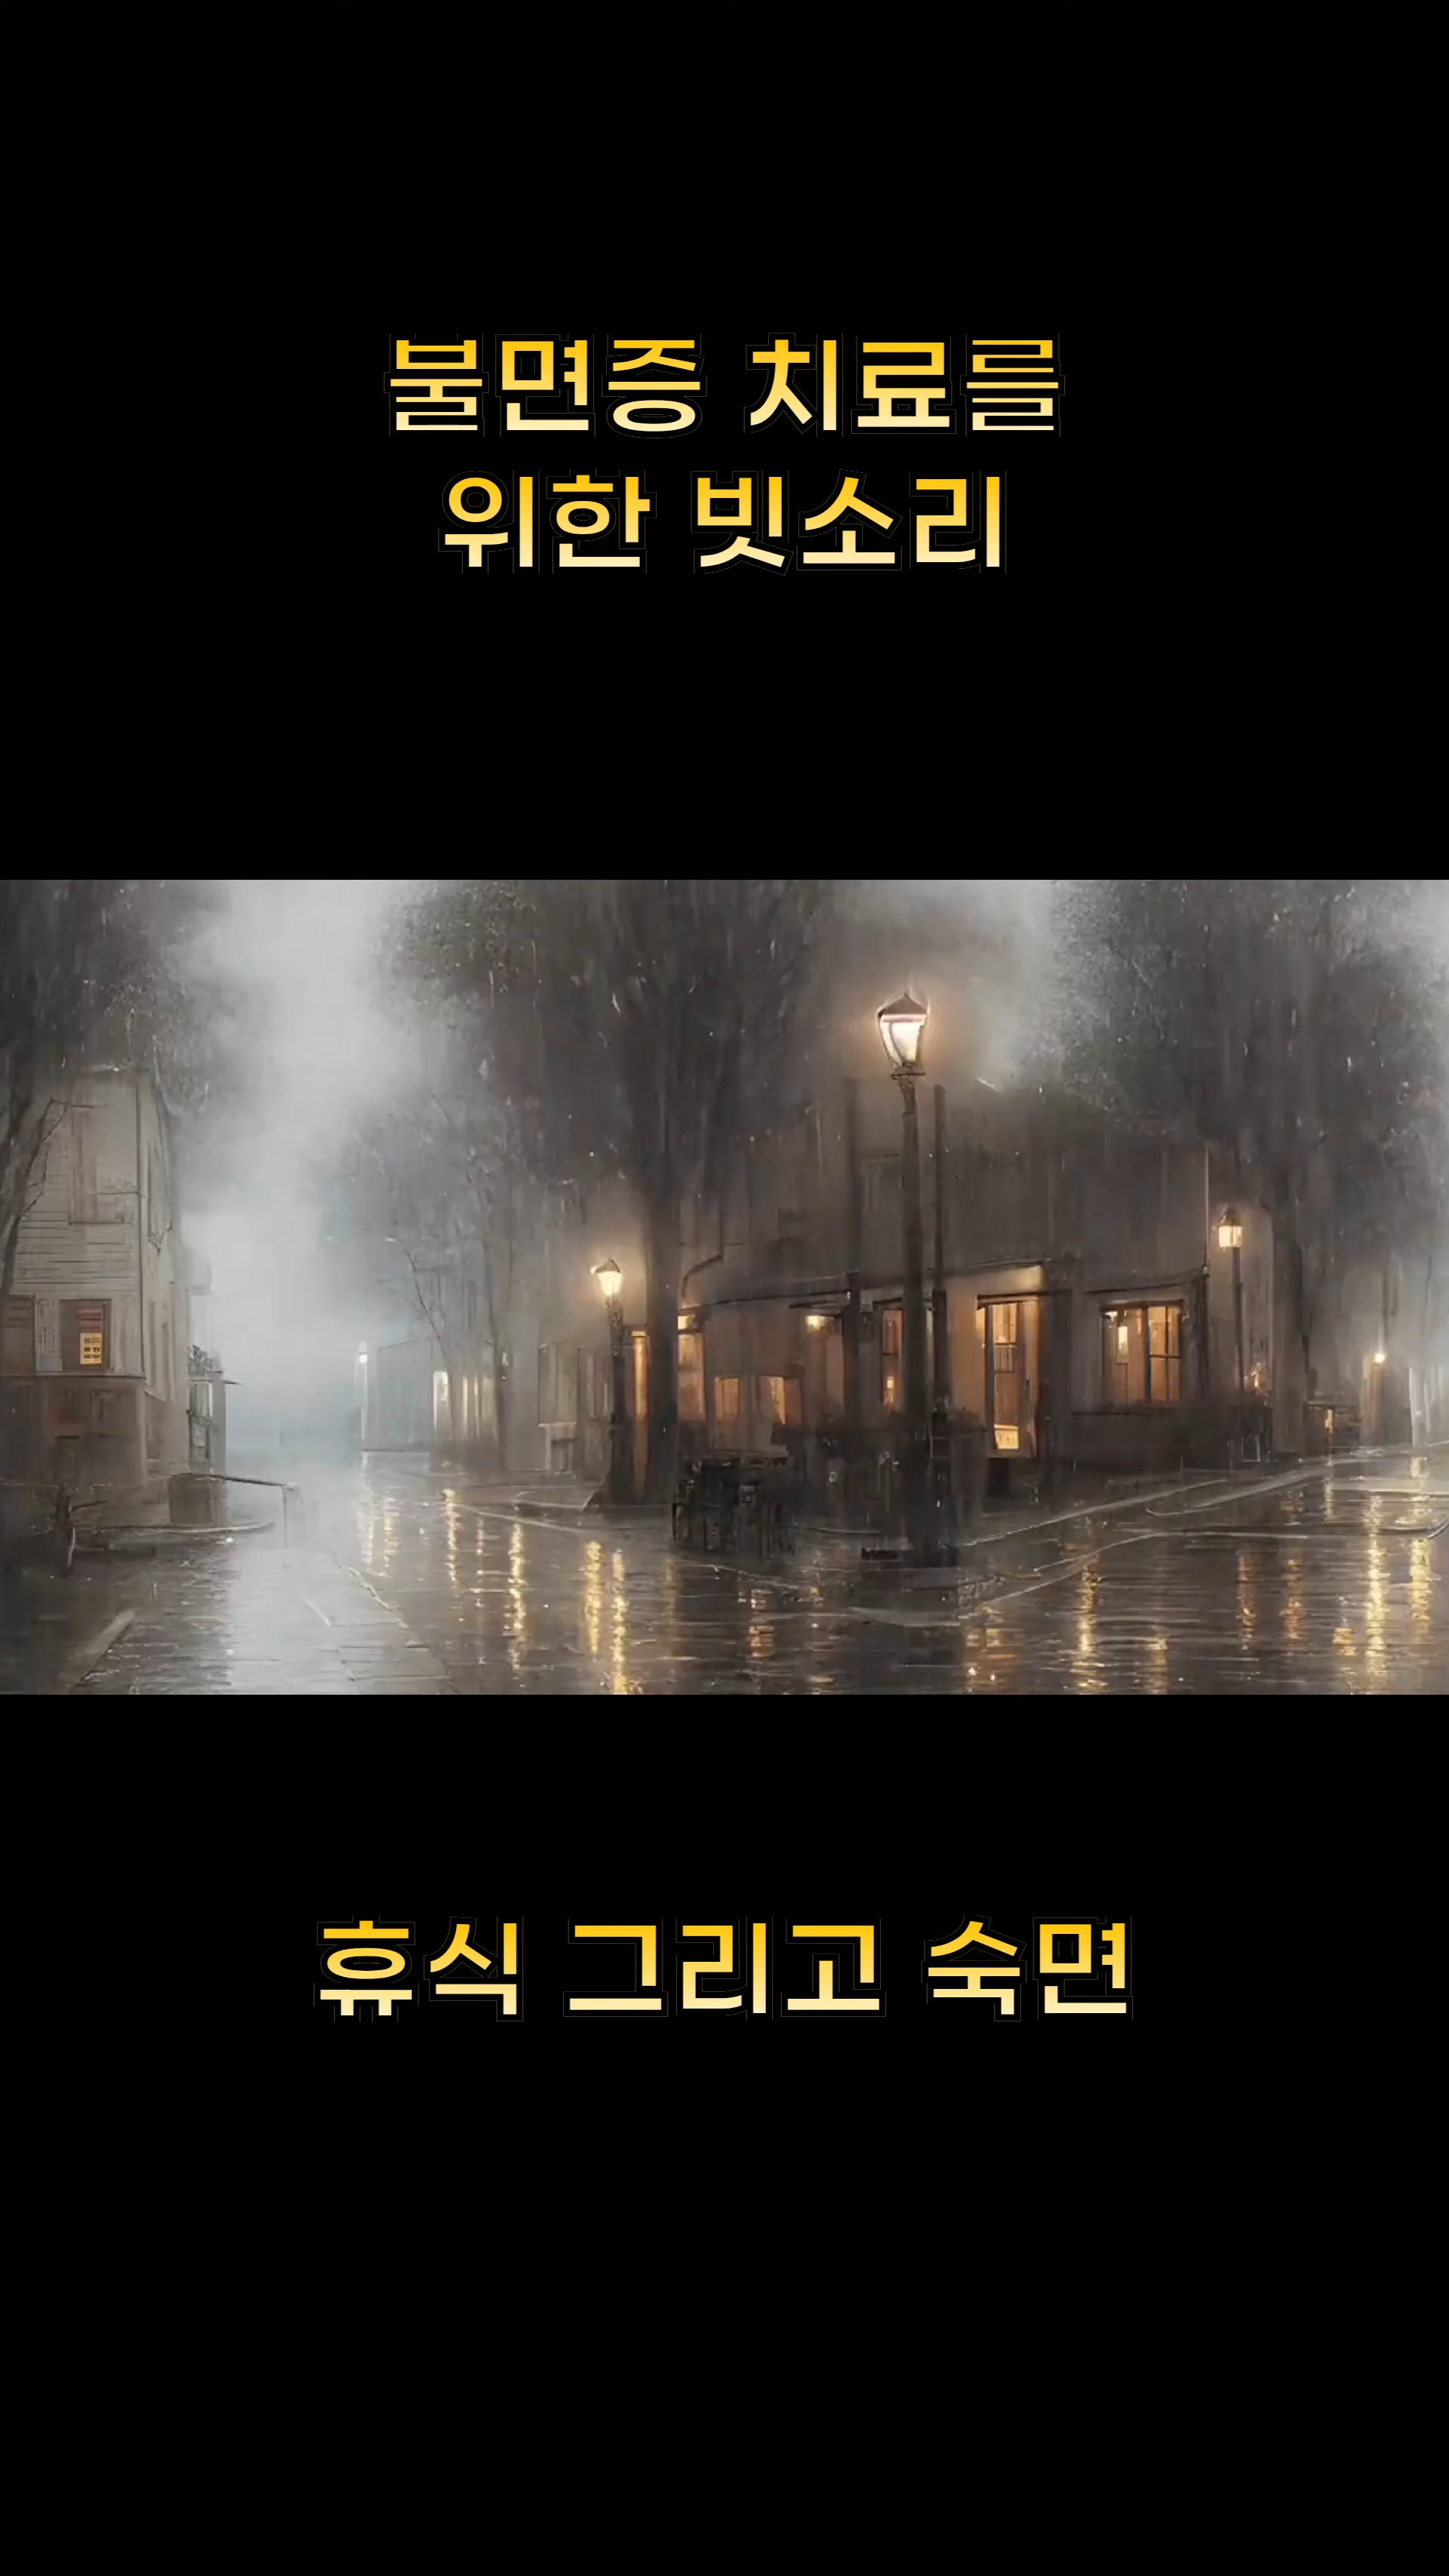 불면증 치료를
위한 빗소리
휴식 그리고 숙면